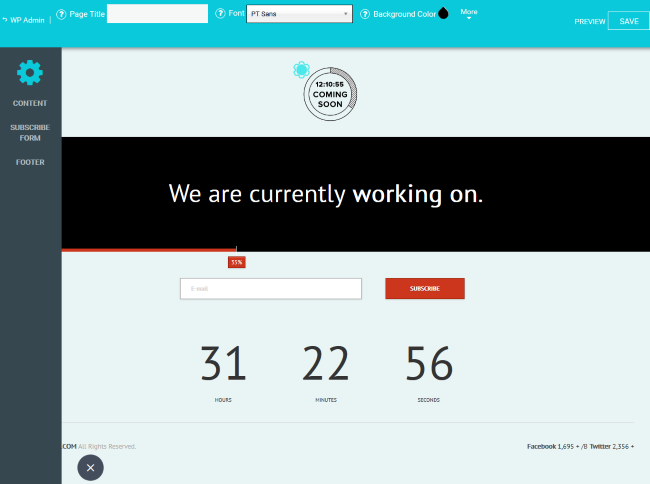 WP Admin | ? Page Title ? Font PT Sans ? Background Color More PREVIEW SAVE
CONTENT
SUBSCRIBE
FORM
FOOTER
12:10:55
COMING
SOON
We are currently working on.
35%
E-mail SUBSCRIBE
31 22 56
HOURS MINUTES SECONDS
.COM All Rights Reserved. Facebook 1,695 + /8 Twitter 2,356 +